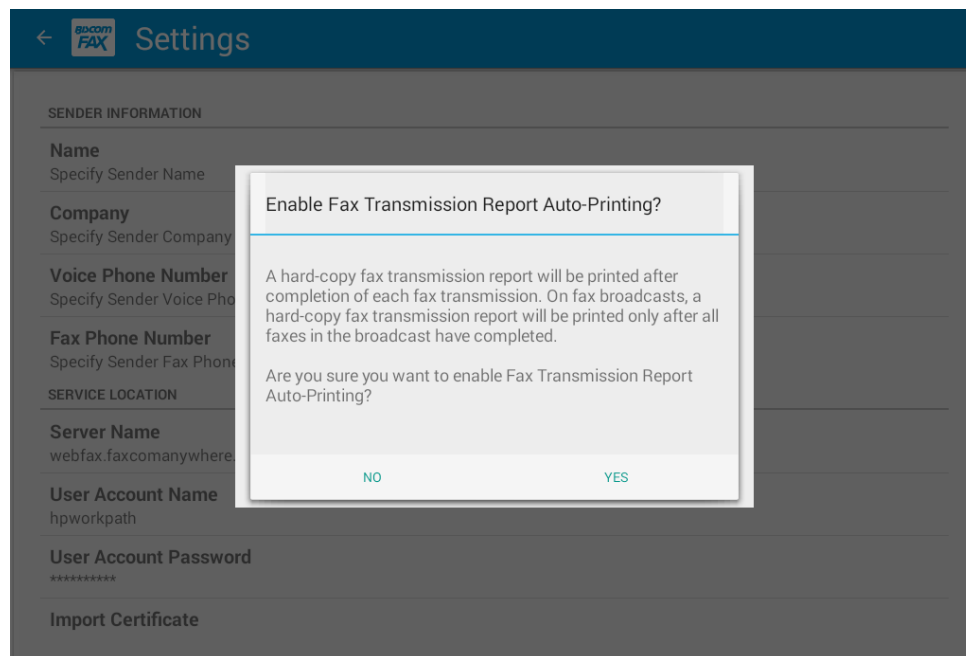 BISCOM
FAX
Settings
SENDER INFORMATION
Name
Specify Sender Name
Company
Specify Sender Company
Voice Phone Number
Specify Sender Voice Pho
Fax Phone Number
Specify Sender Fax Phone
SERVICE LOCATION
Server Name
webfax.faxcomanywhere.
User Account Name
hpworkpath
User Account Password
**********
Import Certificate
Enable Fax Transmission Report Auto-Printing?
A hard-copy fax transmission report will be printed after
completion of each fax transmission. On fax broadcasts, a
hard-copy fax transmission report will be printed only after all
faxes in the broadcast have completed.
Are you sure you want to enable Fax Transmission Report
Auto-Printing?
NO
YES